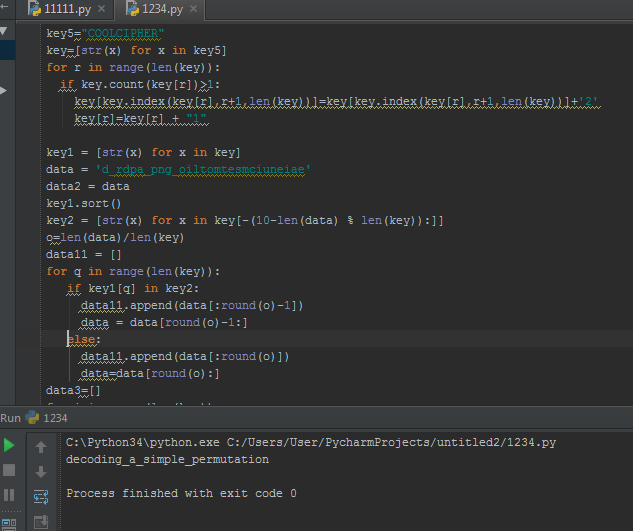 11111.py × 1234.py ×
key5="COOLCIPHER"
key=[str(x) for x in key5]
for r in range(len(key)):
if key.count(key[r])>1:
key[key.index(key[r],r+1,len(key))]=key[key.index(key[r],r+1,len(key))]+'2'
key[r]=key[r] + "1"
key1 = [str(x) for x in key]
data = 'd_rdpa_png_oiltomtesmciuneiae'
data2 = data
key1.sort()
key2 = [str(x) for x in key[-(10-len(data) % len(key)):]]
o=len(data)/len(key)
data11 = []
for q in range(len(key)):
if key1[q] in key2:
data11.append(data[:round(o)-1])
data = data[round(o)-1:]
else:
data11.append(data[:round(o)])
data=data[round(o):]
data3=[]
Run 1234
C:\Python34\python.exe C:/Users/User/PycharmProjects/untitled2/1234.py
decoding_a_simple_permutation
Process finished with exit code 0